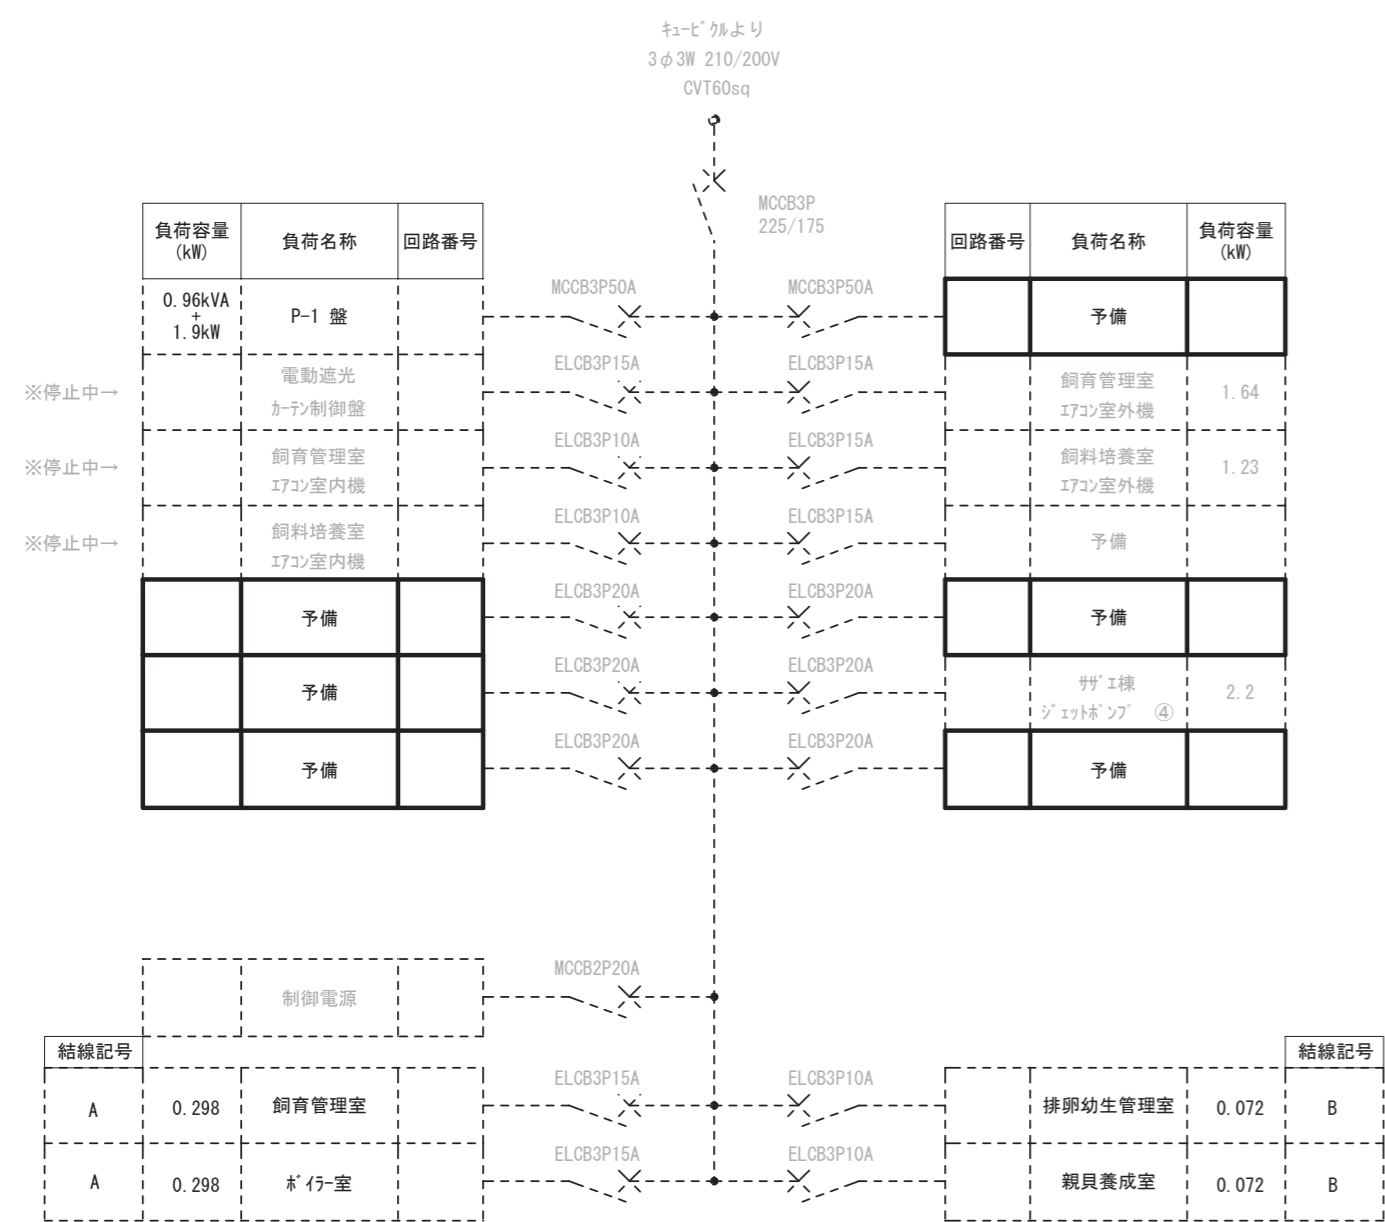 ｷｭｰﾋﾞｸﾙより
3φ3W 210/200V
CVT60sq
MCCB3P
225/175
負荷容量
(kW)
負荷名称
回路番号
回路番号
負荷名称
負荷容量
(kW)
0.96kVA
+
1.9kW
P-1 盤
MCCB3P50A
MCCB3P50A
予備
※停止中→
電動遮光
ｶｰﾃﾝ制御盤
ELCB3P15A
ELCB3P15A
飼育管理室
ｴｱｺﾝ室外機
1.64
※停止中→
飼育管理室
ｴｱｺﾝ室内機
ELCB3P10A
ELCB3P15A
飼料培養室
ｴｱｺﾝ室外機
1.23
※停止中→
飼料培養室
ｴｱｺﾝ室内機
ELCB3P10A
ELCB3P15A
予備
予備
ELCB3P20A
ELCB3P20A
予備
予備
ELCB3P20A
ELCB3P20A
ｻｻﾞｴ棟
ｼﾞｪｯﾄﾎﾟﾝﾌﾟ ④
2.2
予備
ELCB3P20A
ELCB3P20A
予備
制御電源
MCCB2P20A
結線記号
結線記号
A
0.298
飼育管理室
ELCB3P15A
ELCB3P10A
排卵幼生管理室
0.072
B
A
0.298
ﾎﾞｲﾗｰ室
ELCB3P15A
ELCB3P10A
親貝養成室
0.072
B